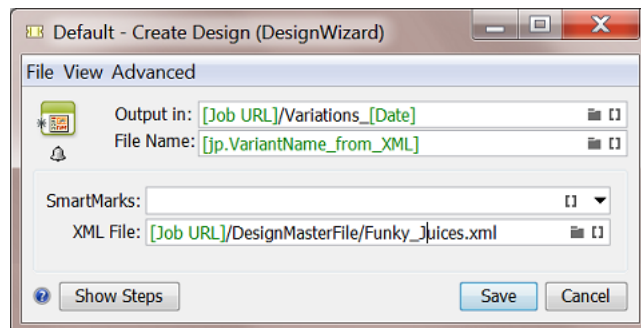 Default - Create Design (DesignWizard)
File View Advanced
Output in: [Job URL]/Variations_[Date]
File Name: [jp.VariantName_from_XML]
SmartMarks:
XML File: [Job URL]/DesignMasterFile/Funky_Juices.xml
Show Steps Save Cancel